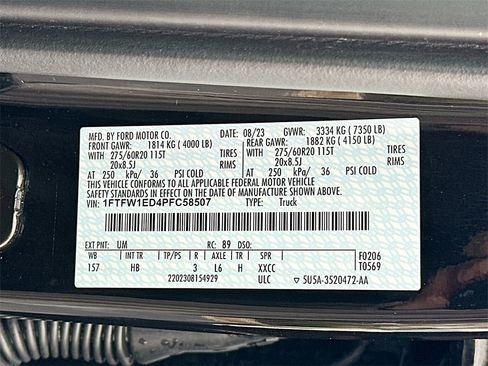 MFD. BY FORD MOTOR CO.
DATE: 08/23 GVWR: 3334 KG ( 7350 LB)
FRONT GAWR: 1814 KG ( 4000 LB)
REAR GAWR: 1882 KG ( 4150 LB)
WITH 275/60R20 115T TIRES
20x8.5J RIMS
AT 250 kPa/ 36 PSI COLD
WITH 275/60R20 115T TIRES
20x8.5J RIMS
AT 250 kPa/ 36 PSI COLD
THIS VEHICLE CONFORMS TO ALL APPLICABLE FEDERAL MOTOR VEHICLE
SAFETY STANDARDS IN EFFECT ON THE DATE OF MANUFACTURE SHOWN ABOVE.
VIN: 1FTFW1ED4PFC58507 TYPE: Truck
EXT PNT: UM RC: 89 DSO:
WB INT TR TP/PS R AXLE TR SPR
157 HB 3 L6 H XXCC
F0206
T0569
2202308154929 ULC ▽ 5U5A-3520472-AA